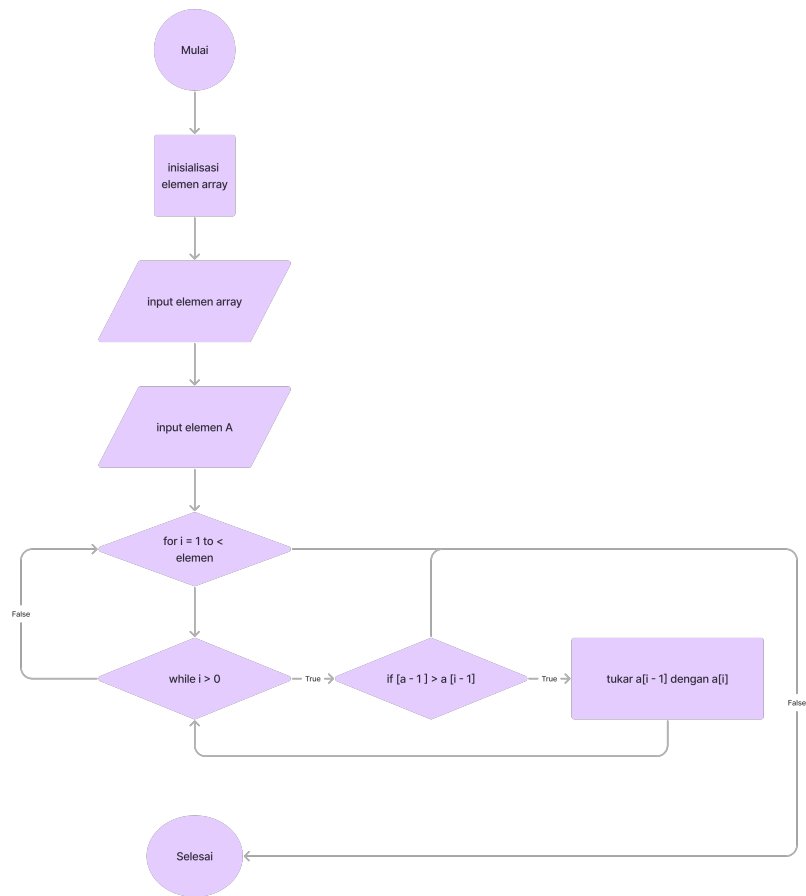 Mulai
inisialisasi
elemen array
input elemen array
input elemen A
for i = 1 to <
elemen
False
while i > 0
True
if [a - 1 ] > a [i - 1]
True
tukar a[i - 1] dengan a[i]
False
Selesai